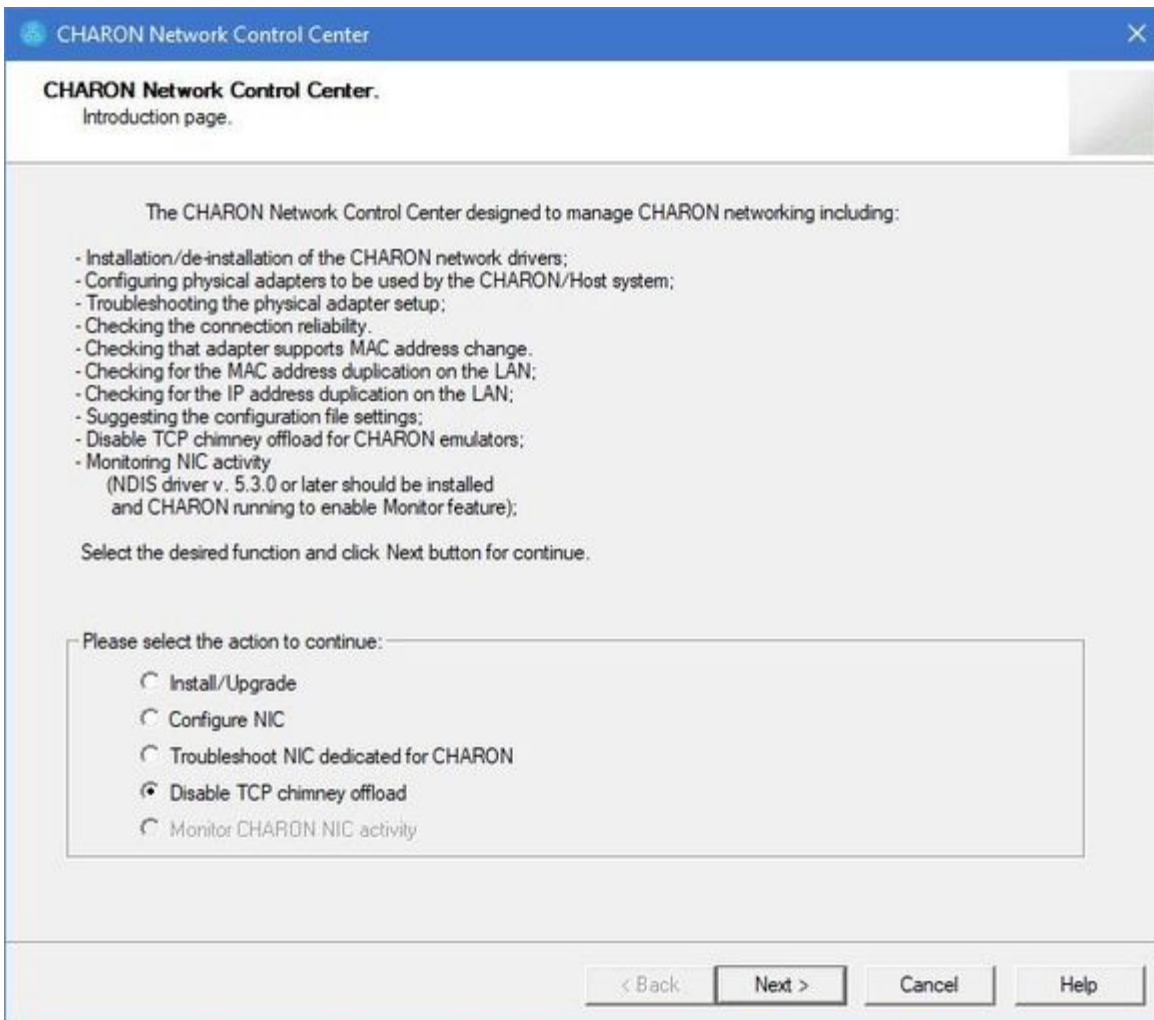 CHARON Network Control Center
CHARON Network Control Center.
Introduction page.
The CHARON Network Control Center designed to manage CHARON networking including:
- Installation/de-installation of the CHARON network drivers;
- Configuring physical adapters to be used by the CHARON/Host system;
- Troubleshooting the physical adapter setup;
- Checking the connection reliability.
- Checking that adapter supports MAC address change.
- Checking for the MAC address duplication on the LAN;
- Checking for the IP address duplication on the LAN;
- Suggesting the configuration file settings;
- Disable TCP chimney offload for CHARON emulators;
- Monitoring NIC activity
(NDIS driver v. 5.3.0 or later should be installed
and CHARON running to enable Monitor feature);
Select the desired function and click Next button for continue.
Please select the action to continue:
Install/Upgrade
Configure NIC
Troubleshoot NIC dedicated for CHARON
Disable TCP chimney offload
Monitor CHARON NIC activity
< Back Next > Cancel Help